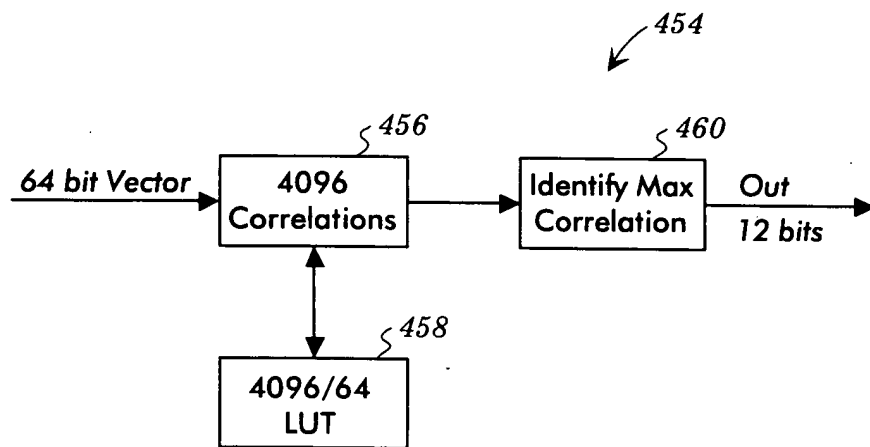 454
456
460
64 bit Vector
4096
Correlations
Identify Max
Correlation
Out
12 bits
458
4096/64
LUT